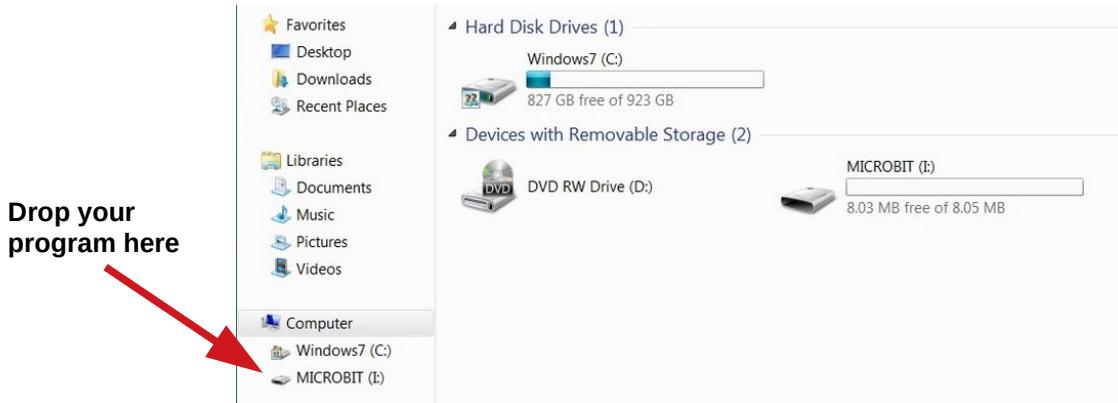 Drop your
program here
Favorites
Desktop
Downloads
Recent Places
Libraries
Documents
Music
Pictures
Videos
Computer
Windows7 (C:)
MICROBIT (I:)
Hard Disk Drives (1)
Windows7 (C:)
827 GB free of 923 GB
Devices with Removable Storage (2)
DVD
DVD RW Drive (D:)
MICROBIT (I:)
8.03 MB free of 8.05 MB